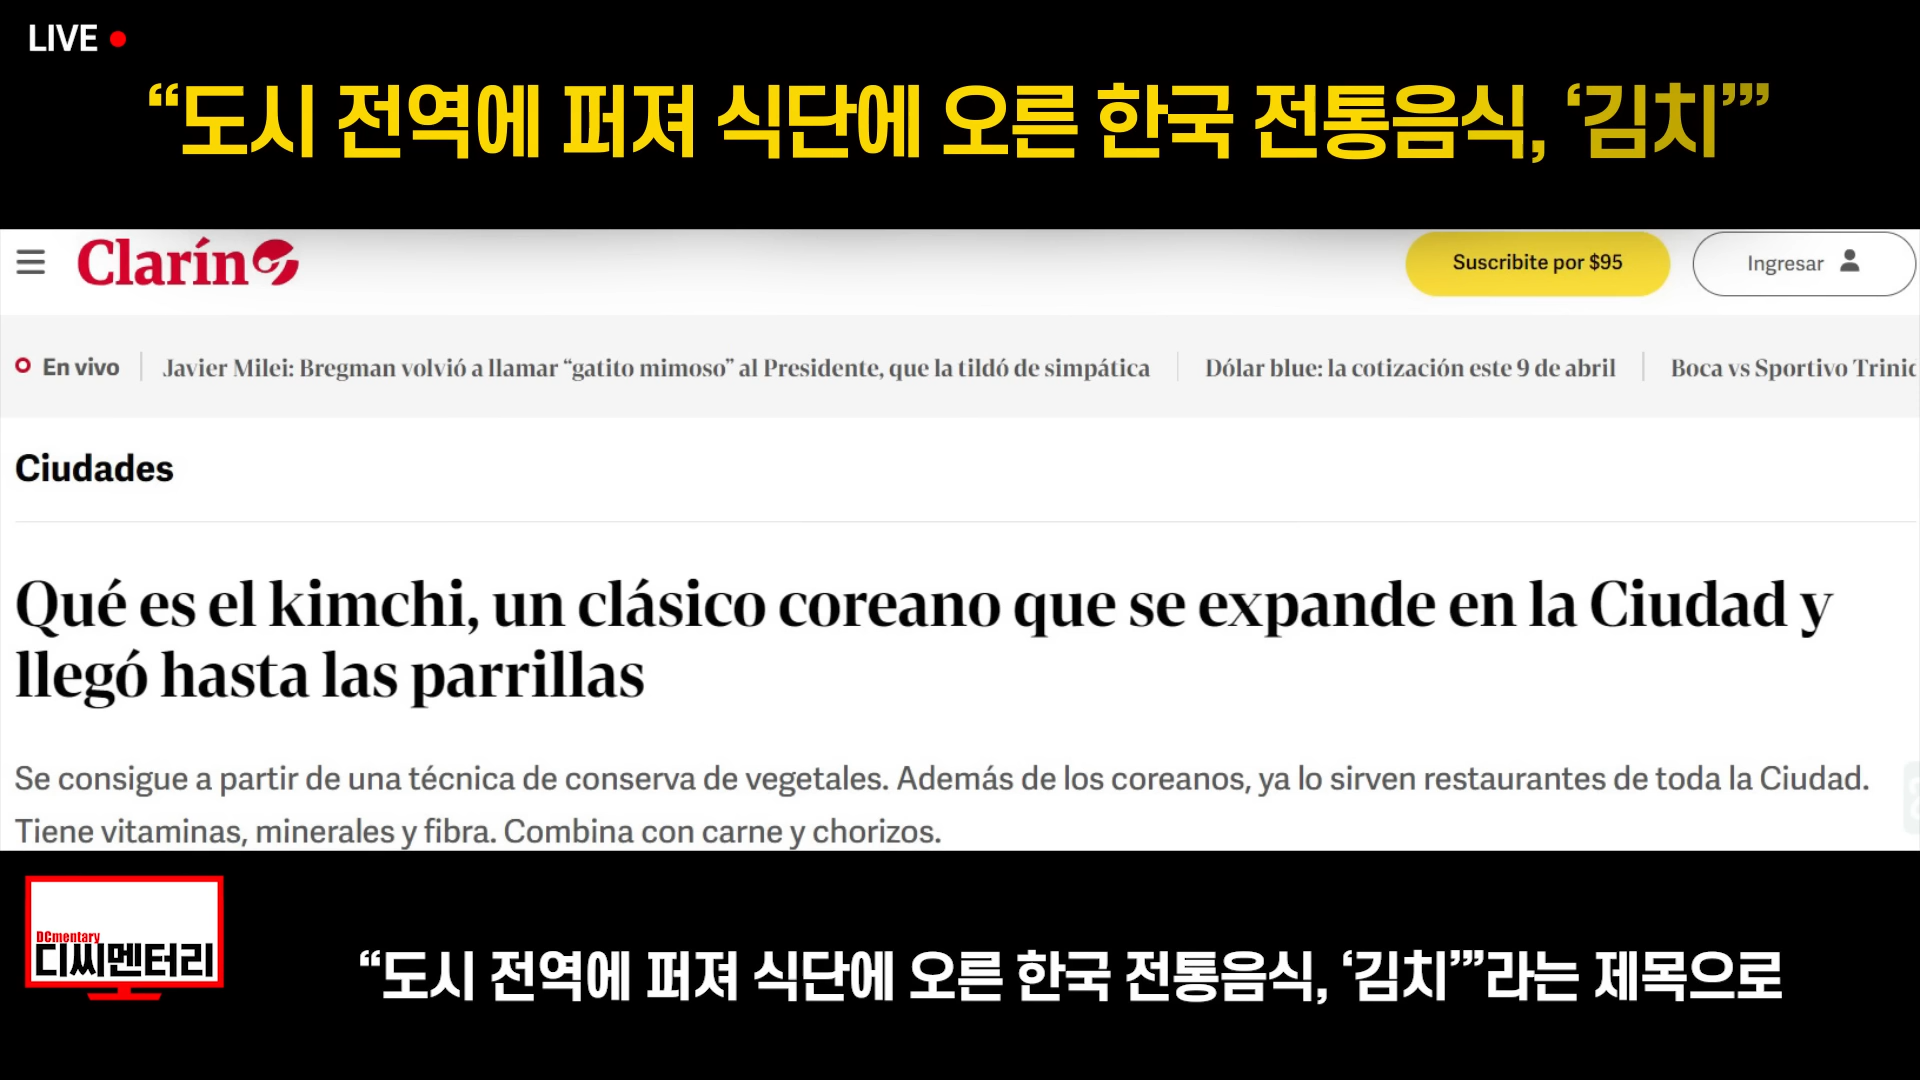 LIVE
“도시 전역에 퍼져 식단에 오른 한국 전통음식, ‘김치’”
Clarín
Suscribite por $95
Ingresar
En vivo
Javier Milei: Bregman volvió a llamar “gatito mimoso” al Presidente, que la tildó de simpática
Dólar blue: la cotización este 9 de abril
Boca vs Sportivo Trinic
Ciudades
Qué es el kimchi, un clásico coreano que se expande en la Ciudad y
llegó hasta las parrillas
Se consigue a partir de una técnica de conserva de vegetales. Además de los coreanos, ya lo sirven restaurantes de toda la Ciudad.
Tiene vitaminas, minerales y fibra. Combina con carne y chorizos.
DCmentary
디씨멘터리
“도시 전역에 퍼져 식단에 오른 한국 전통음식, ‘김치’”라는 제목으로